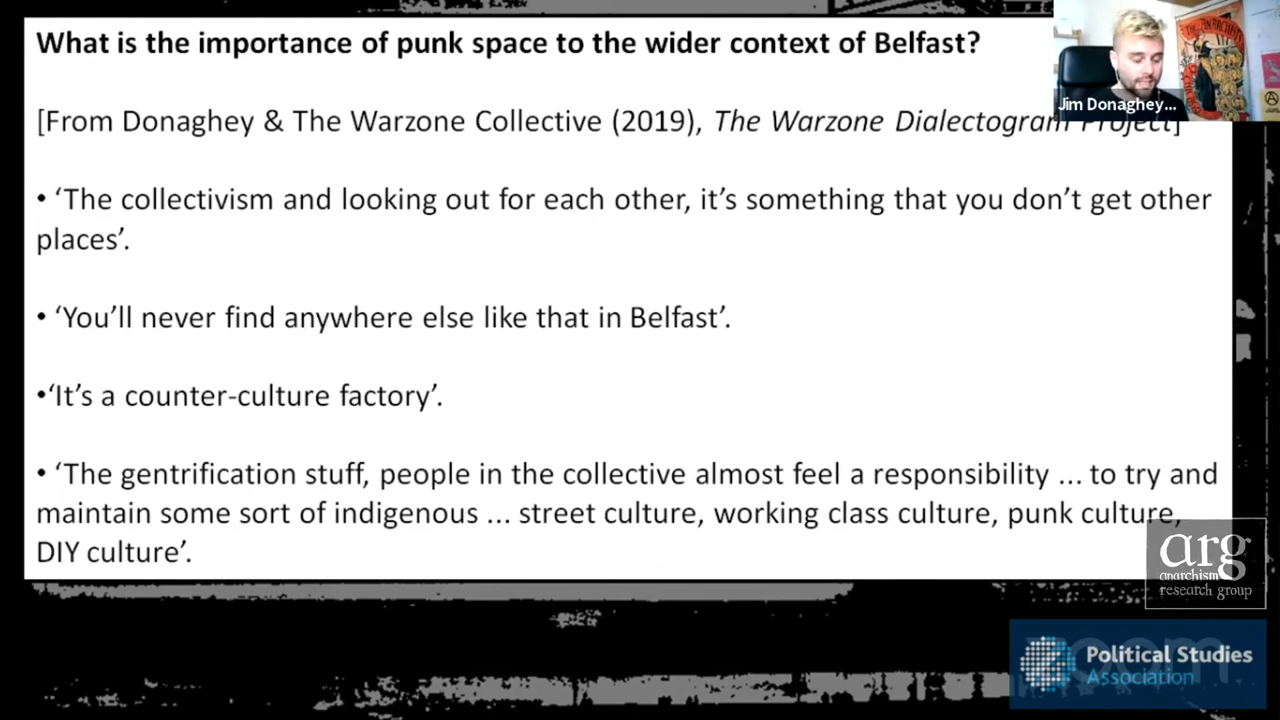 What is the importance of punk space to the wider context of Belfast?
Jim Donaghey...
[From Donaghey & The Warzone Collective (2019), The Warzone Dialectogram Project]
• ‘The collectivism and looking out for each other, it’s something that you don’t get other
places’.
• ‘You’ll never find anywhere else like that in Belfast’.
•‘It’s a counter-culture factory’.
• ‘The gentrification stuff, people in the collective almost feel a responsibility ... to try and
maintain some sort of indigenous ... street culture, working class culture, punk culture,
DIY culture’.
arg
anarchism
research group
zoom
Political Studies
Association